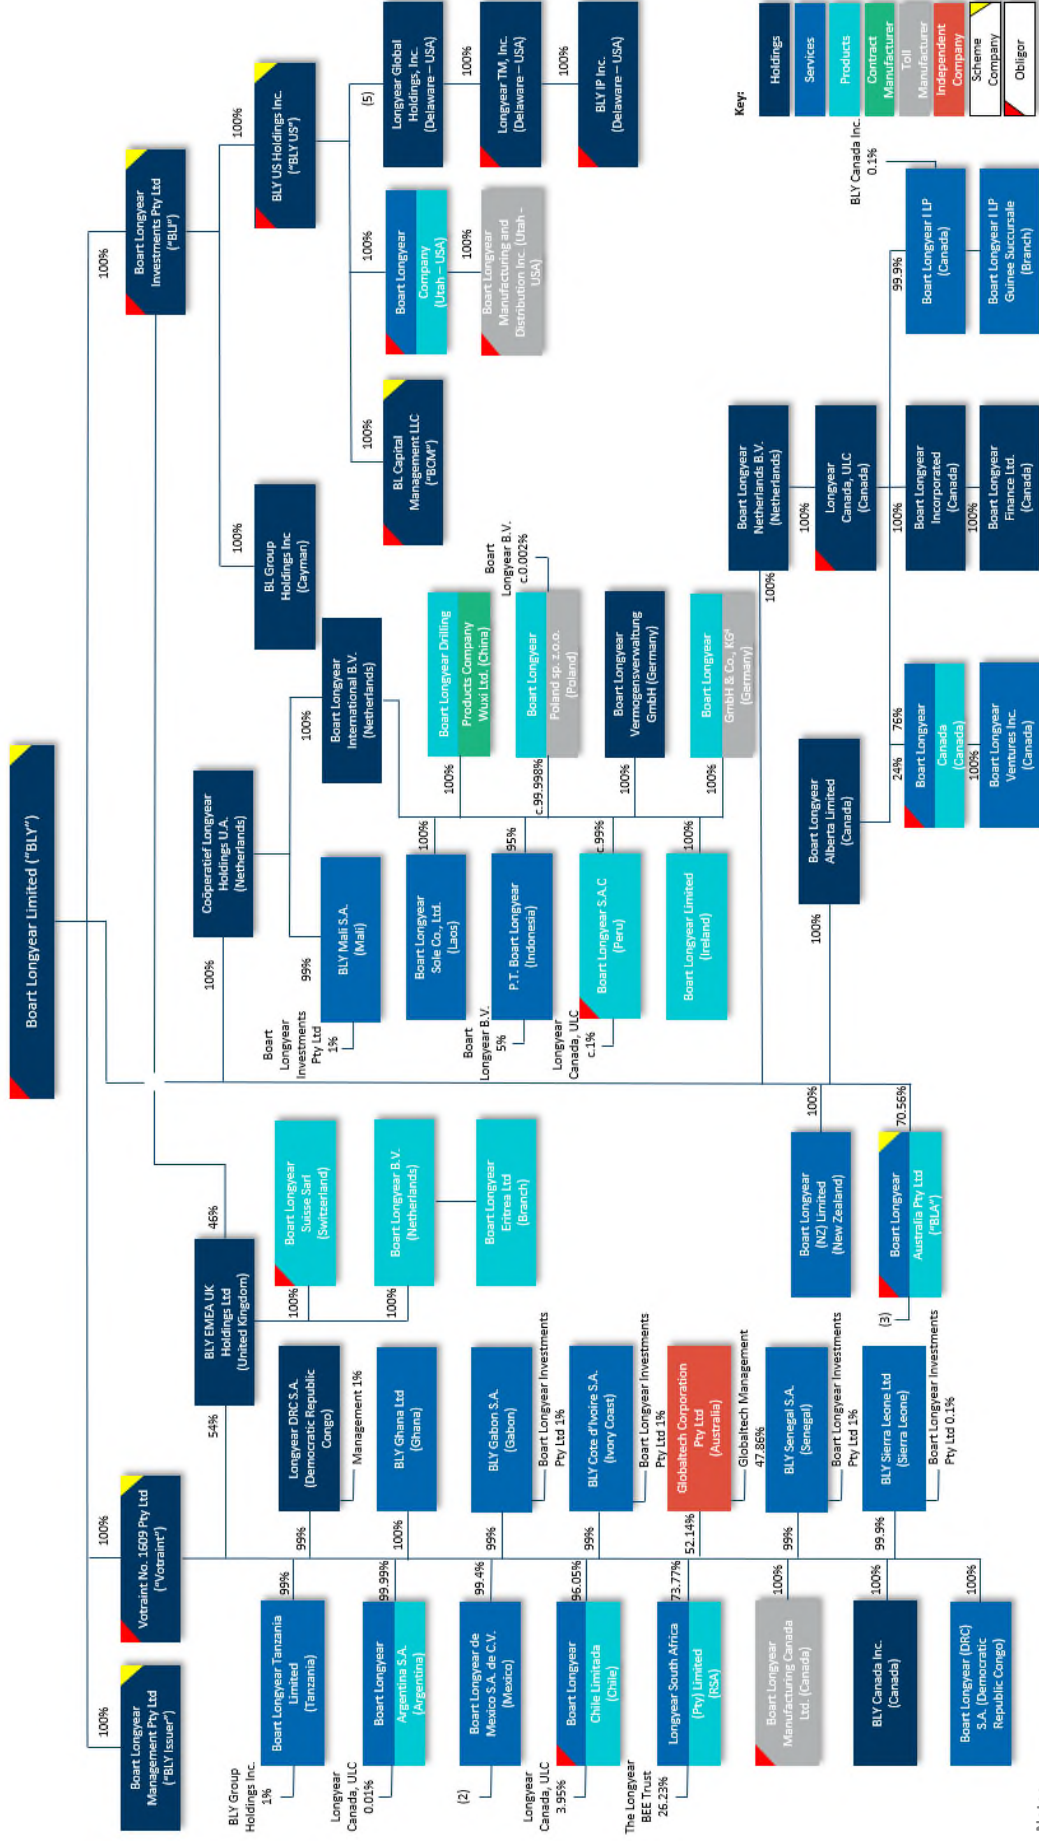 Boart Longyear Limited ("BLY")
100%
Boart Longyear
Management Pty Ltd
("BLY Issuer")
100%
Votraint No. 1609 Pty Ltd
("Votraint")
100%
Boart Longyear
Investments Pty Ltd
("BLI")
54%
46%
BLY EMEA UK
Holdings Ltd
(United Kingdom)
100%
Coöperatief Longyear
Holdings U.A.
(Netherlands)
100%
BL Group
Holdings Inc
(Cayman)
100%
BLY US Holdings Inc.
("BLY US")
BLY Group
Holdings Inc.
1%
Boart Longyear Tanzania
Limited
(Tanzania)
99%
99%
Longyear DRC S.A.
(Democratic Republic
Congo)
Management 1%
Longyear
Canada, ULC
0.01%
Boart Longyear
Argentina S.A.
(Argentina)
99.99%
100%
BLY Ghana Ltd
(Ghana)
(2)
Boart Longyear de
Mexico S.A. de C.V.
(Mexico)
99.4%
99%
BLY Gabon S.A.
(Gabon)
Boart Longyear Investments
Pty Ltd 1%
Longyear
Canada, ULC
3.95%
Boart Longyear
Chile Limitada
(Chile)
96.05%
99%
BLY Cote d'Ivoire S.A.
(Ivory Coast)
Boart Longyear Investments
Pty Ltd 1%
The Longyear
BEE Trust
26.23%
Longyear South Africa
(Pty) Limited
(RSA)
73.77%
52.14%
Globaltech Corporation
Pty Ltd
(Australia)
Globaltech Management
47.86%
Boart Longyear
Manufacturing Canada
Ltd. (Canada)
100%
99%
BLY Senegal S.A.
(Senegal)
Boart Longyear Investments
Pty Ltd 1%
BLY Canada Inc.
(Canada)
100%
99.9%
BLY Sierra Leone Ltd
(Sierra Leone)
Boart Longyear Investments
Pty Ltd 0.1%
Boart Longyear (DRC)
S.A. (Democratic
Republic Congo)
100%
100%
Boart Longyear
Suisse Sarl
(Switzerland)
100%
Boart Longyear B.V.
(Netherlands)
Boart Longyear
Eritrea Ltd
(Branch)
Boart Longyear
(NZ) Limited
(New Zealand)
100%
(3)
Boart Longyear
Australia Pty Ltd
("BLA")
70.56%
Boart
Longyear
Investments
Pty Ltd
1%
99%
BLY Mali S.A.
(Mali)
100%
Boart Longyear
International B.V.
(Netherlands)
Boart Longyear
Sole Co., Ltd.
(Laos)
100%
Boart
Longyear B.V.
5%
P.T. Boart Longyear
(Indonesia)
95%
Longyear
Canada, ULC
c.1%
Boart Longyear S.A.C
(Peru)
c.99%
Boart Longyear Limited
(Ireland)
100%
100%
Boart Longyear Drilling
Products Company
Wuxi Ltd. (China)
c.99.998%
Boart Longyear
Poland sp. z.o.o.
(Poland)
Boart
Longyear B.V.
c.0.002%
100%
Boart Longyear
Vermogensverwaltung
GmbH (Germany)
100%
Boart Longyear
GmbH & Co., KG⁴
(Germany)
100%
BL Capital
Management LLC
("BCM")
100%
Boart Longyear
Company
(Utah – USA)
100%
Boart Longyear
Manufacturing and
Distribution Inc. (Utah -
USA)
(5)
100%
Longyear Global
Holdings, Inc.
(Delaware – USA)
100%
Longyear TM, Inc.
(Delaware – USA)
100%
BLY IP Inc.
(Delaware – USA)
100%
Boart Longyear
Alberta Limited
(Canada)
100%
Boart Longyear
Netherlands B.V.
(Netherlands)
100%
Longyear
Canada, ULC
(Canada)
24%
76%
Boart Longyear
Canada
(Canada)
100%
Boart Longyear
Ventures Inc.
(Canada)
100%
Boart Longyear
Incorporated
(Canada)
100%
Boart Longyear
Finance Ltd.
(Canada)
99.9%
BLY Canada Inc.
0.1%
Boart Longyear I LP
(Canada)
Boart Longyear I LP
Guinee Succursale
(Branch)
100%
Key:
Holdings
Services
Products
Contract
Manufacturer
Toll
Manufacturer
Independent
Company
Scheme
Company
Obligor